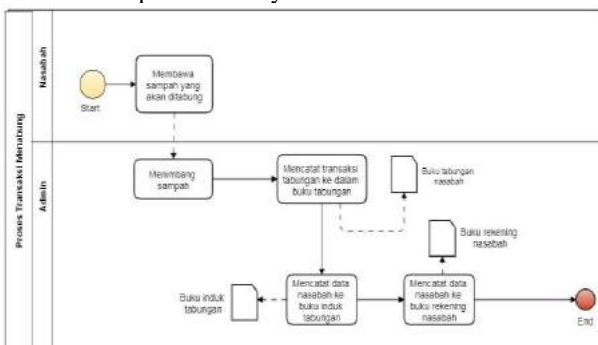 Proses Transaksi Menabung
Nasabah
Start
Membawa
sampah yang
akan ditabung
Admin
Menimbang
sampah
Mencatat transaksi
tabungan ke dalam
buku tabungan
Buku tabungan
nasabah
Buku rekening
nasabah
Buku induk
tabungan
Mencatat data
nasabah ke
buku induk
tabungan
Mencatat data
nasabah ke
buku rekening
nasabah
End